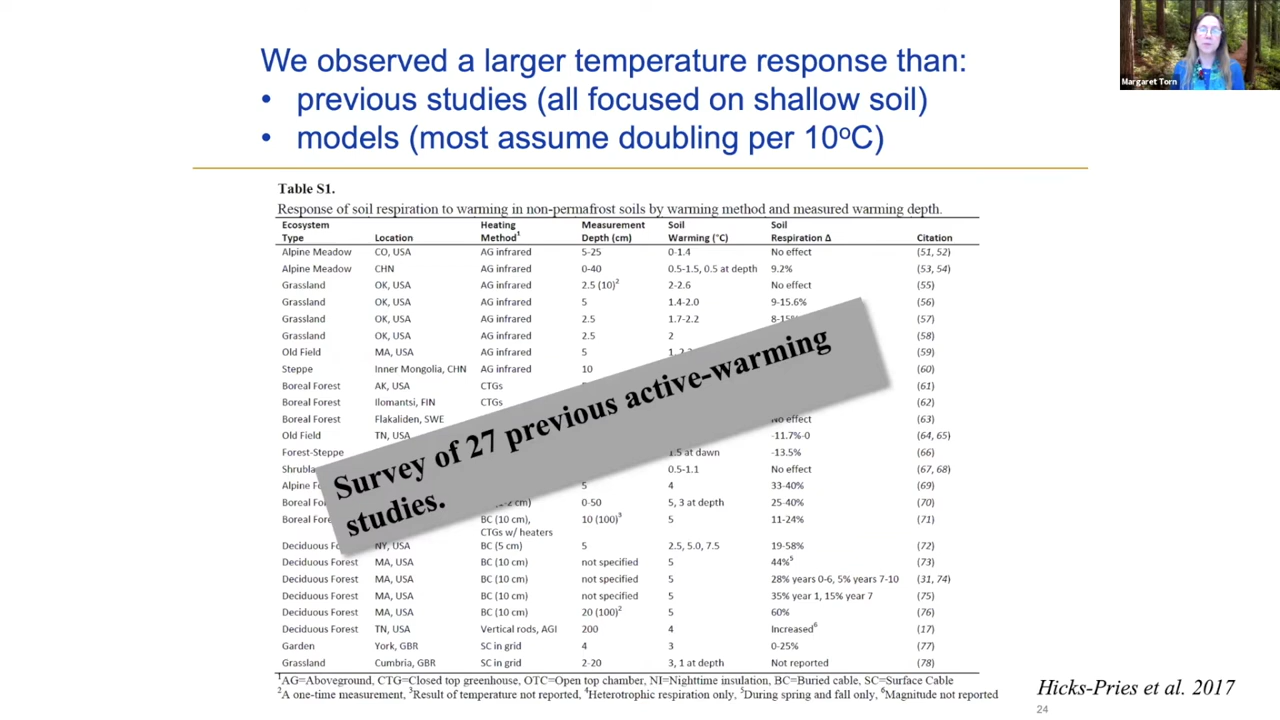 We observed a larger temperature response than:
• previous studies (all focused on shallow soil)
• models (most assume doubling per 10ºC)
Margaret Torn
Table S1.
Response of soil respiration to warming in non-permafrost soils by warming method and measured warming depth.
Ecosystem Type Location Heating Method¹ Measurement Depth (cm) Soil Warming (°C) Soil Respiration Δ Citation
Alpine Meadow CO, USA AG infrared 5-25 0-1.4 No effect (51, 52)
Alpine Meadow CHN AG infrared 0-40 0.5-1.5, 0.5 at depth 9.2% (53, 54)
Grassland OK, USA AG infrared 2.5 (10)² 2-2.6 No effect (55)
Grassland OK, USA AG infrared 5 1.4-2.0 9-15.6% (56)
Grassland OK, USA AG infrared 2.5 1.7-2.2 (57)
Grassland OK, USA AG infrared 2.5 2 (58)
Old Field MA, USA AG infrared 5 (59)
Steppe Inner Mongolia, CHN AG infrared 10 (60)
Boreal Forest AK, USA CTGs (61)
Boreal Forest Ilomantsi, FIN CTGs (62)
Boreal Forest Flakaliden, SWE No effect (63)
Old Field TN, USA -11.7%-0 (64, 65)
Forest-Steppe 1.5 at dawn -13.5% (66)
0.5-1.1 No effect (67, 68)
5 4 33-40% (69)
Boreal 0-50 5, 3 at depth 25-40% (70)
Boreal BC (10 cm), CTGs w/ heaters 10 (100)³ 5 11-24% (71)
Deciduous NY, USA BC (5 cm) 5 2.5, 5.0, 7.5 19-58% (72)
Deciduous Forest MA, USA BC (10 cm) not specified 5 44%⁵ (73)
Deciduous Forest MA, USA BC (10 cm) not specified 5 28% years 0-6, 5% years 7-10 (31, 74)
Deciduous Forest MA, USA BC (10 cm) not specified 5 35% year 1, 15% year 7 (75)
Deciduous Forest MA, USA BC (10 cm) 20 (100)² 5 60% (76)
Deciduous Forest TN, USA Vertical rods, AGI 200 4 Increased⁶ (17)
Garden York, GBR SC in grid 4 3 0-25% (77)
Grassland Cumbria, GBR SC in grid 2-20 3, 1 at depth Not reported (78)
¹AG=Aboveground, CTG=Closed top greenhouse, OTC=Open top chamber, NI=Nighttime insulation, BC=Buried cable, SC=Surface Cable
²A one-time measurement, ³Result of temperature not reported, ⁴Heterotrophic respiration only, ⁵During spring and fall only, ⁶Magnitude not reported
Survey of 27 previous active-warming
studies.
Hicks-Pries et al. 2017
24